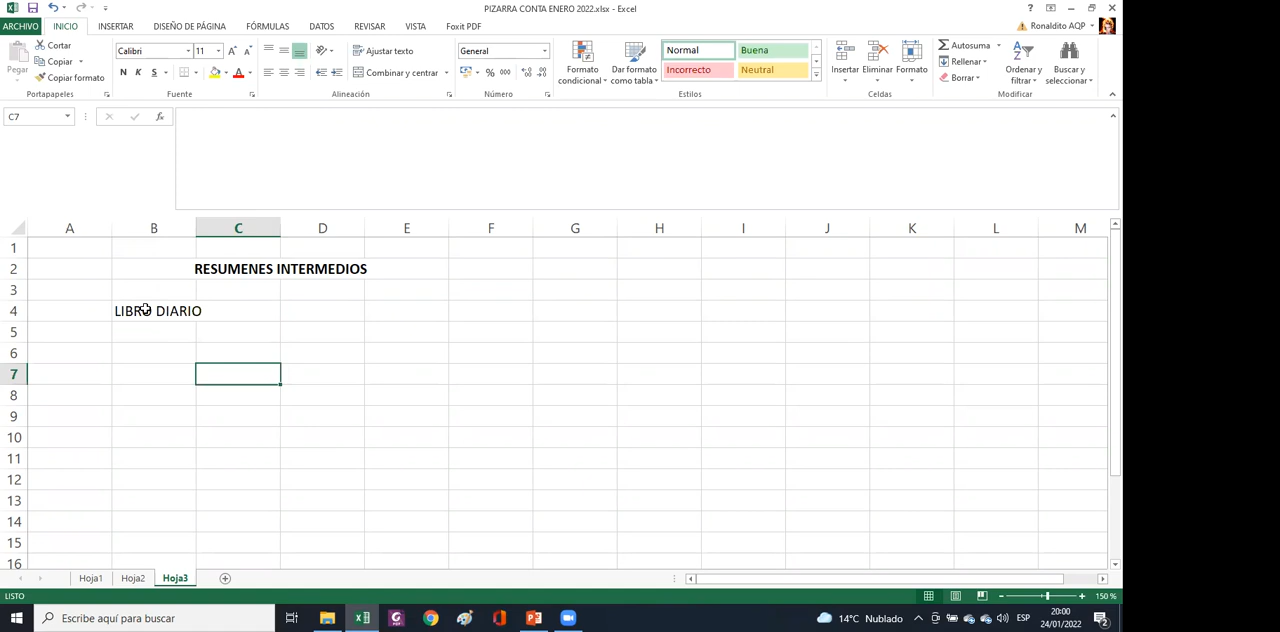 PIZARRA CONTA ENERO 2022.xlsx - Excel
ARCHIVO INICIO INSERTAR DISEÑO DE PÁGINA FÓRMULAS DATOS REVISAR VISTA Foxit PDF Ronaldito AQP
Pegar
Cortar
Copiar
Copiar formato
Portapapeles
Calibri 11
N K S
Fuente
Ajustar texto
Combinar y centrar
Alineación
General
% 000
Número
Formato condicional
Dar formato como tabla
Normal Buena
Incorrecto Neutral
Estilos
Insertar Eliminar Formato
Celdas
Autosuma
Rellenar
Borrar
Ordenar y filtrar
Buscar y seleccionar
Modificar
C7 fx
A B C D E F G H I J K L M
1
2 RESUMENES INTERMEDIOS
3
4 LIBRO DIARIO
5
6
7
8
9
10
11
12
13
14
15
16
Hoja1 Hoja2 Hoja3
LISTO 150 %
Escribe aquí para buscar
14°C Nublado ESP 20:00
24/01/2022 2